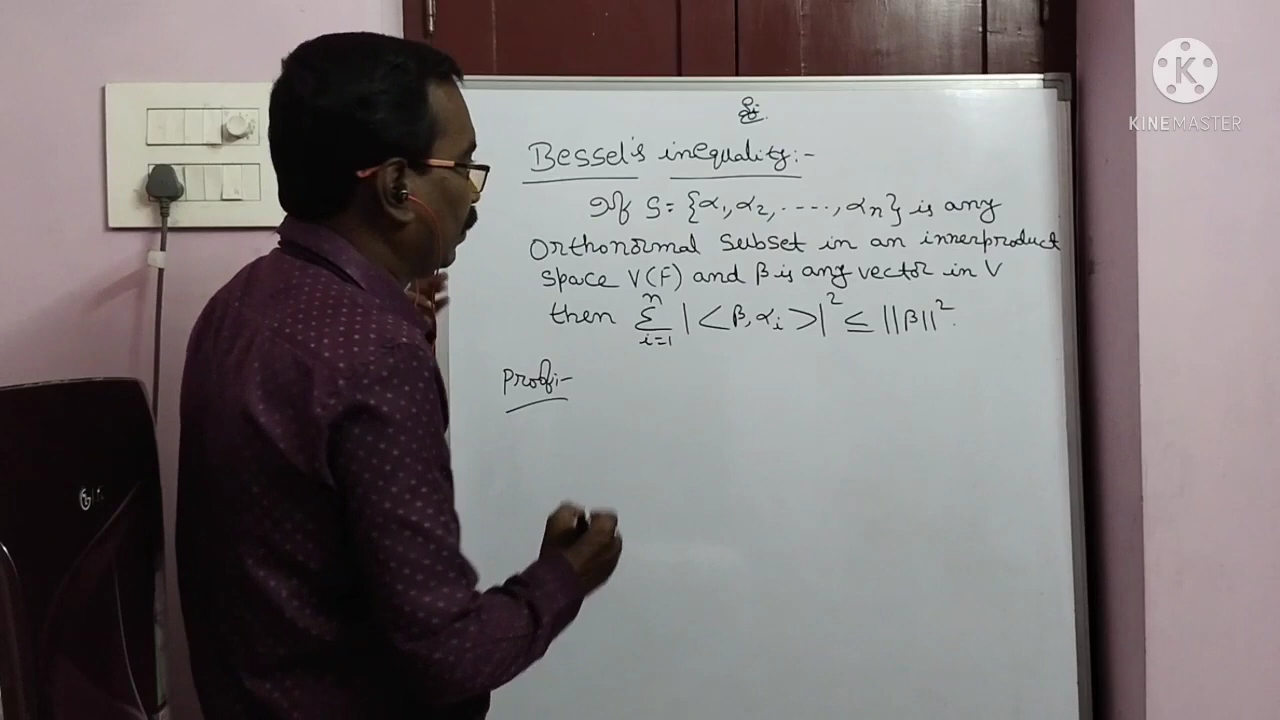 Bessel's inequality:-
If S = {α₁, α₂, ....., αₙ} is any
Orthonormal subset in an innerproduct
space V(F) and β is any vector in V
then Σᵢ₌₁ⁿ |<β, αᵢ>|² ≤ ||β||².
Proof:-
K
KINEMASTER